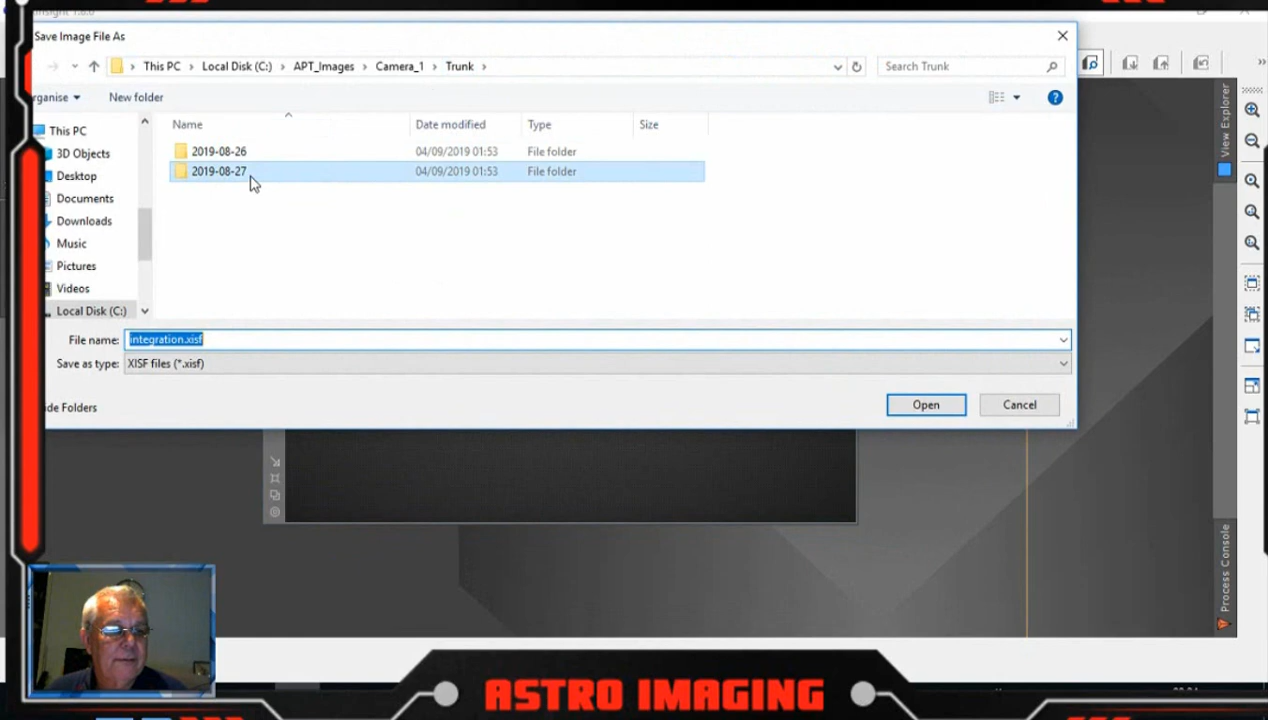 Save Image File As
This PC > Local Disk (C:) > APT_Images > Camera_1 > Trunk >
Search Trunk
rganise
New folder
?
Name Date modified Type Size
2019-08-26 04/09/2019 01:53 File folder
2019-08-27 04/09/2019 01:53 File folder
This PC
3D Objects
Desktop
Documents
Downloads
Music
Pictures
Videos
Local Disk (C:)
File name: integration.xisf
Save as type: XISF files (*.xisf)
de Folders
Open
Cancel
View Explorer
Process Console
ASTRO IMAGING